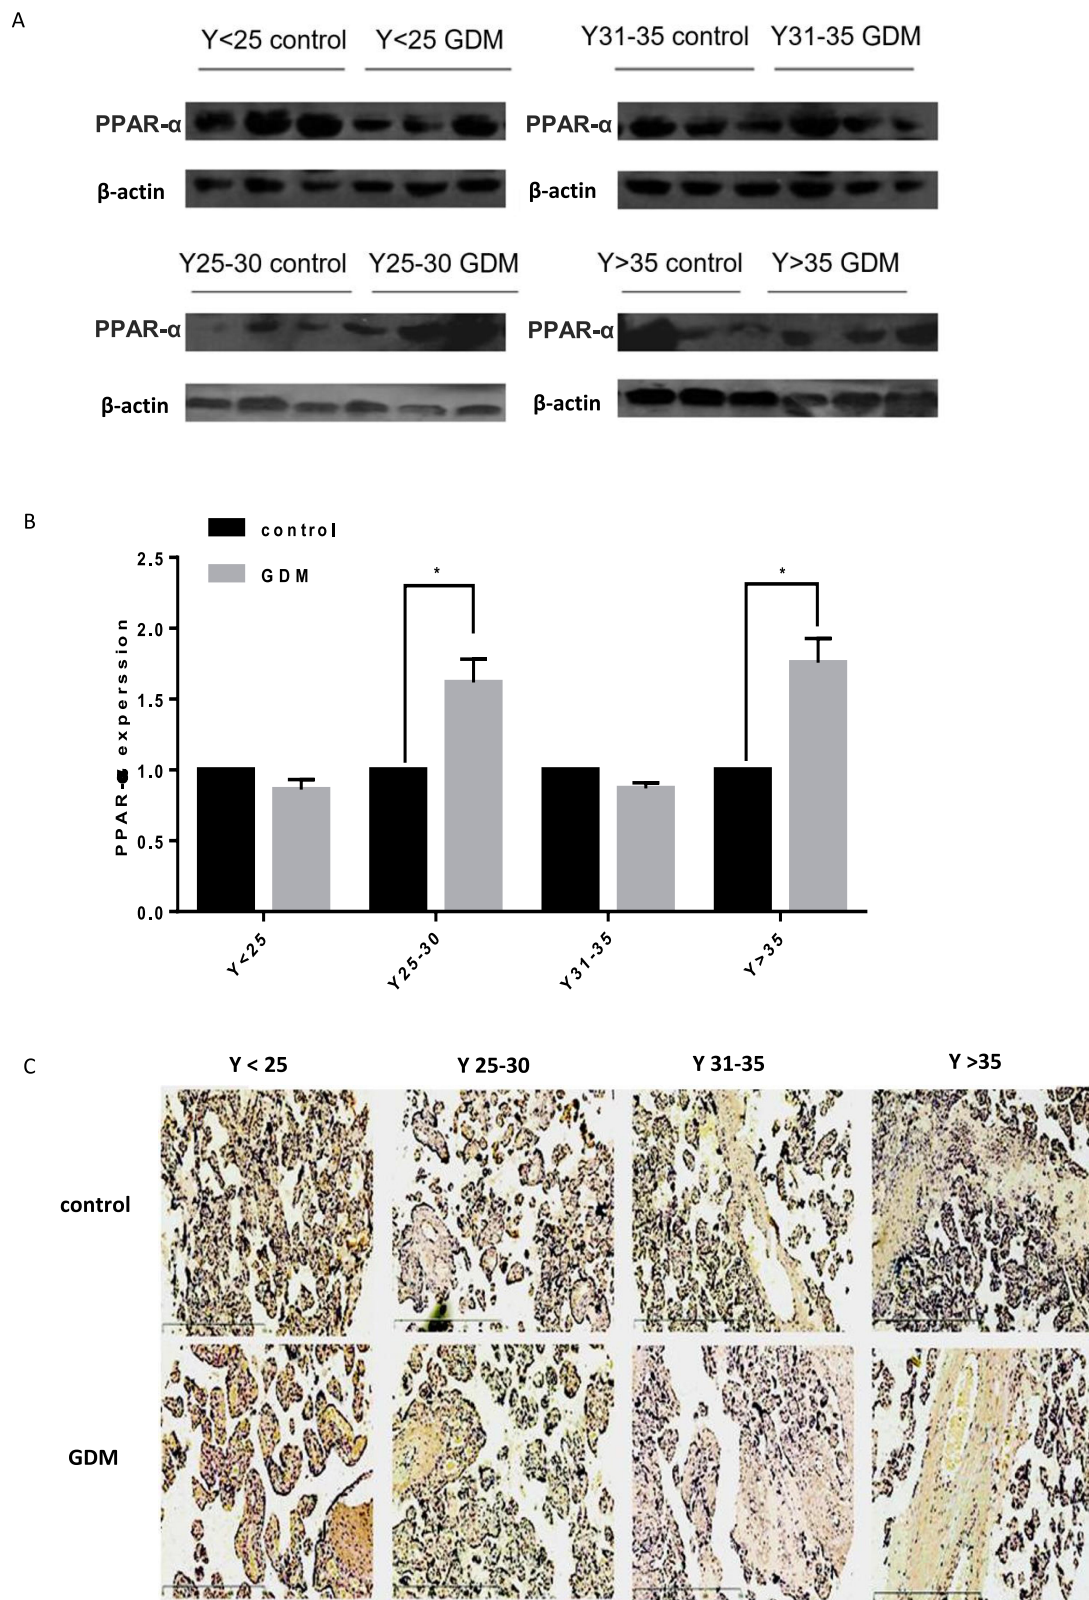 A
Y<25 control Y<25 GDM
Y31-35 control Y31-35 GDM
PPAR-α
PPAR-α
β-actin
β-actin
Y25-30 control Y25-30 GDM
Y>35 control Y>35 GDM
PPAR-α
PPAR-α
β-actin
β-actin
B
control
GDM
2.5
2.0
1.5
1.0
0.5
0.0
PPAR-α experssion
*
*
Y<25
Y25-30
Y31-35
Y>35
C
Y < 25
Y 25-30
Y 31-35
Y >35
control
GDM